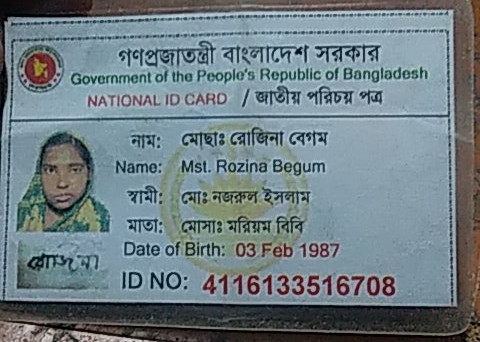 গণপ্রজাতন্ত্রী বাংলাদেশ সরকার
Government of the People's Republic of Bangladesh
NATIONAL ID CARD / জাতীয় পরিচয় পত্র
নাম: মোছাঃ রোজিনা বেগম
Name: Mst. Rozina Begum
স্বামী: মোঃ নজরুল ইসলাম
মাতা: মোসাঃ মরিয়ম বিবি
Date of Birth: 03 Feb 1987
রোজিনা
ID NO: 4116133516708